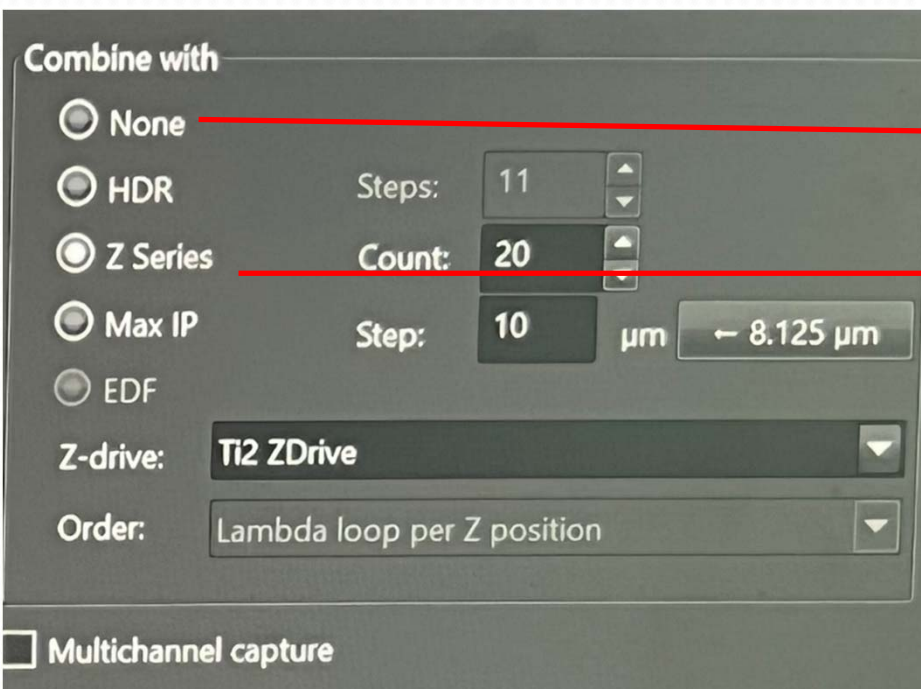 Combine with
None
HDR Steps: 11
Z Series Count: 20
Max IP Step: 10 µm ← 8.125 µm
EDF
Z-drive: Ti2 ZDrive
Order: Lambda loop per Z position
Multichannel capture